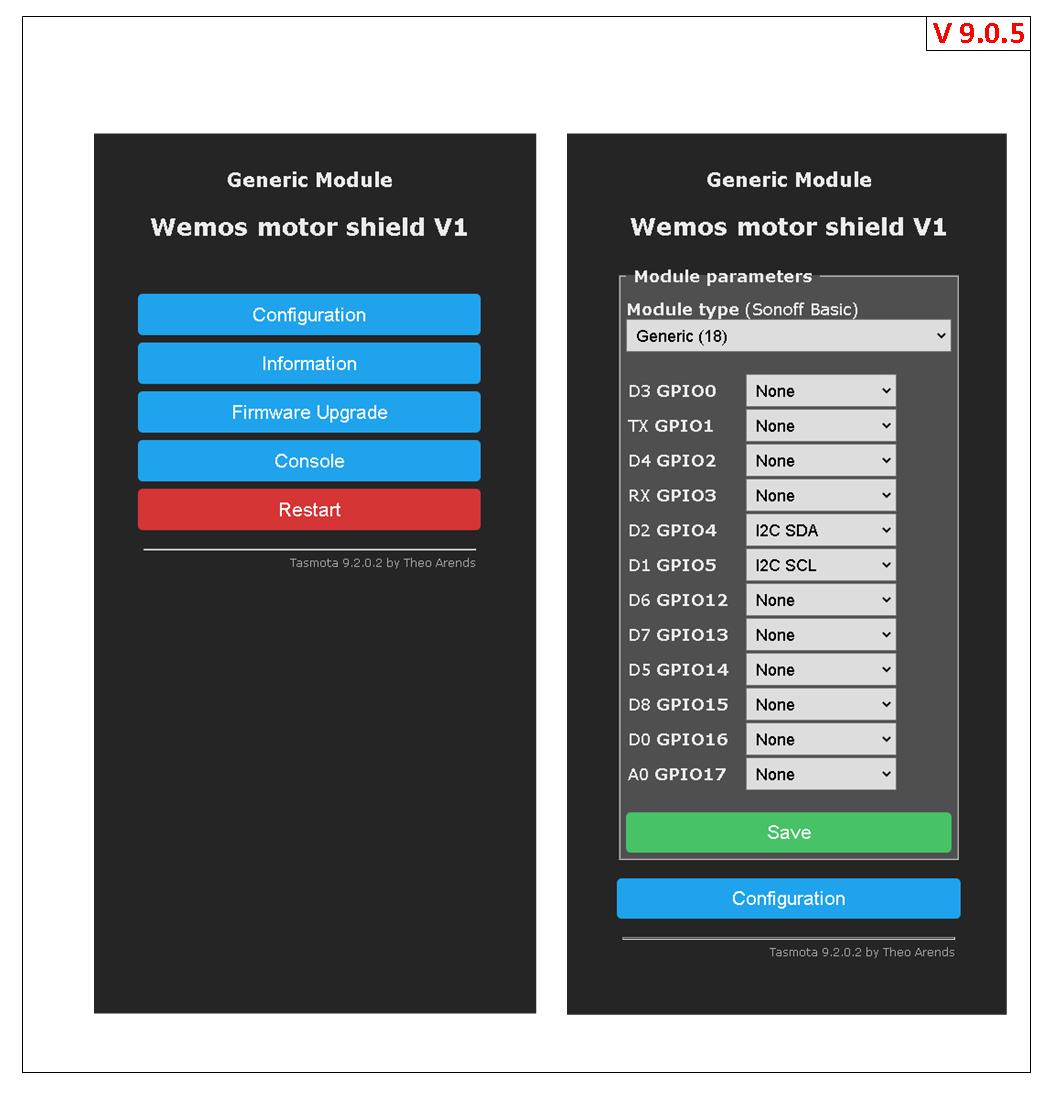 V 9.0.5
Generic Module
Wemos motor shield V1
Configuration
Information
Firmware Upgrade
Console
Restart
Tasmota 9.2.0.2 by Theo Arends
Generic Module
Wemos motor shield V1
Module parameters
Module type (Sonoff Basic)
Generic (18)
D3 GPIO0 None
TX GPIO1 None
D4 GPIO2 None
RX GPIO3 None
D2 GPIO4 I2C SDA
D1 GPIO5 I2C SCL
D6 GPIO12 None
D7 GPIO13 None
D5 GPIO14 None
D8 GPIO15 None
D0 GPIO16 None
A0 GPIO17 None
Save
Configuration
Tasmota 9.2.0.2 by Theo Arends